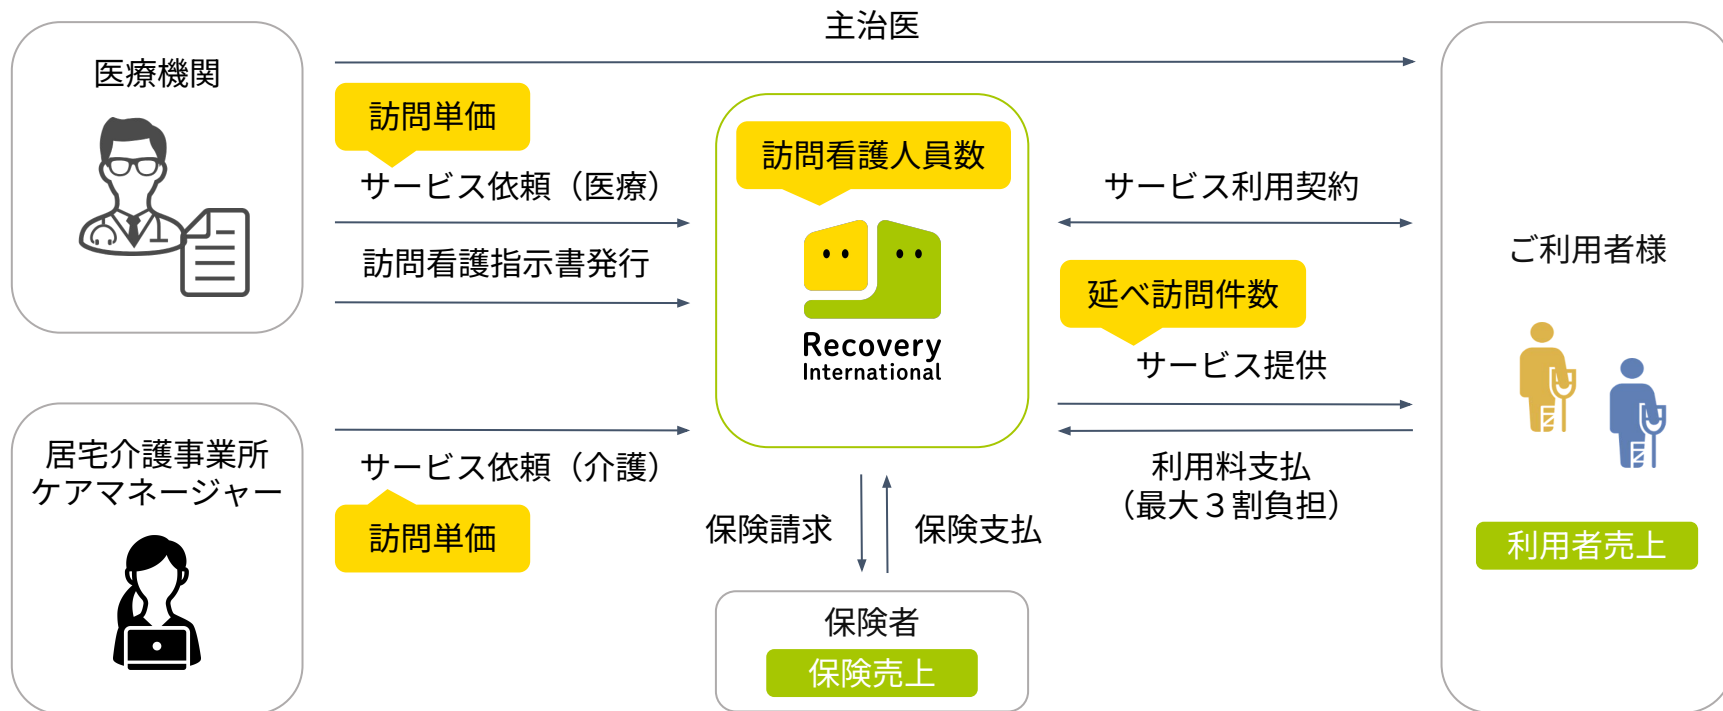 主治医
医療機関
訪問単価
サービス依頼（医療）
訪問看護指示書発行
訪問看護人員数
Recovery
International
サービス利用契約
延べ訪問件数
サービス提供
ご利用者様
居宅介護事業所
ケアマネージャー
サービス依頼（介護）
訪問単価
利用料支払
（最大３割負担）
保険請求
保険支払
利用者売上
保険者
保険売上